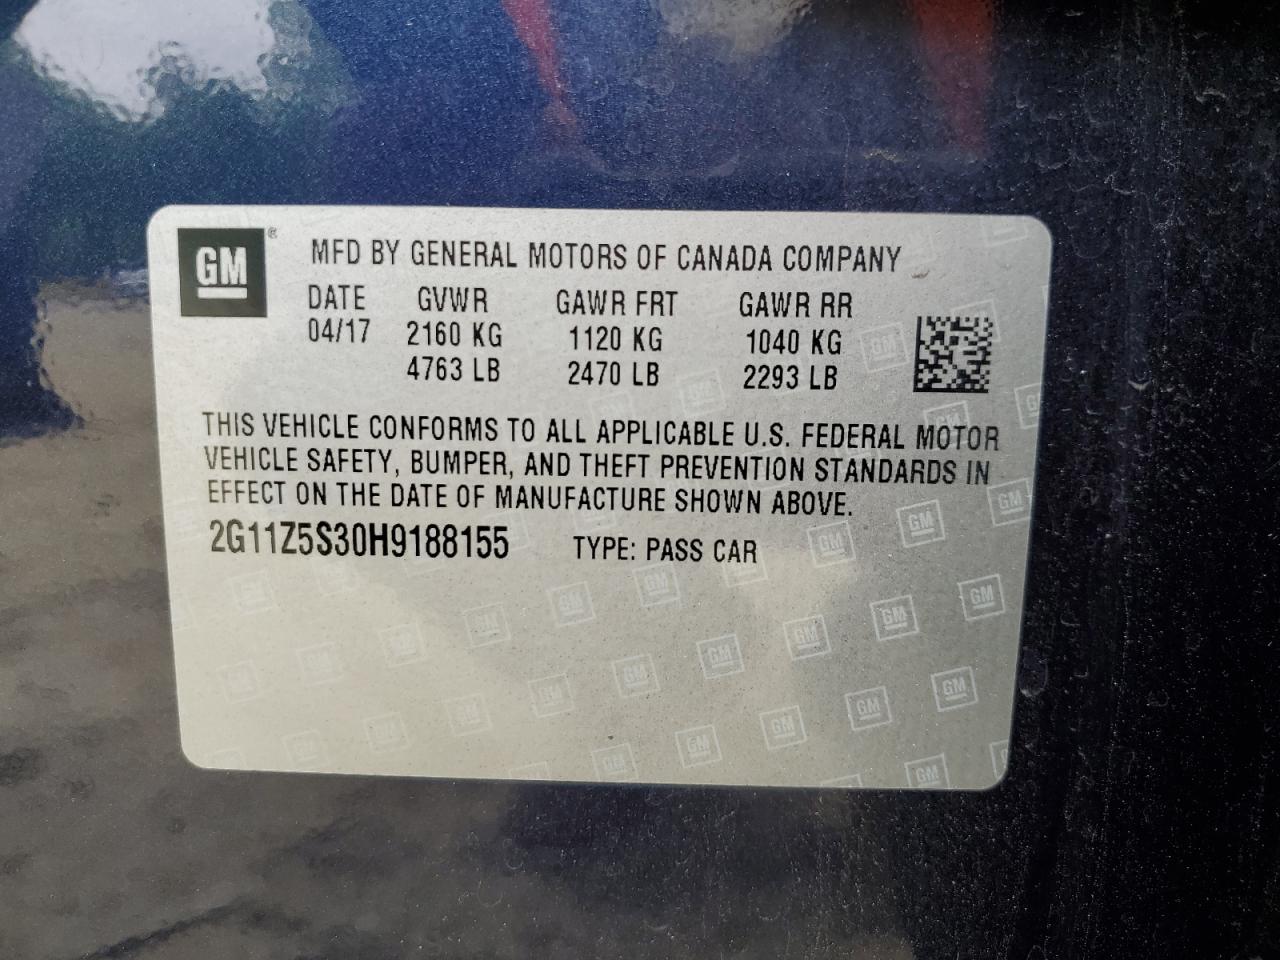 GM ®
MFD BY GENERAL MOTORS OF CANADA COMPANY
DATE GVWR GAWR FRT GAWR RR
04/17 2160 KG 1120 KG 1040 KG
4763 LB 2470 LB 2293 LB
THIS VEHICLE CONFORMS TO ALL APPLICABLE U.S. FEDERAL MOTOR
VEHICLE SAFETY, BUMPER, AND THEFT PREVENTION STANDARDS IN
EFFECT ON THE DATE OF MANUFACTURE SHOWN ABOVE.
2G11Z5S30H9188155 TYPE: PASS CAR